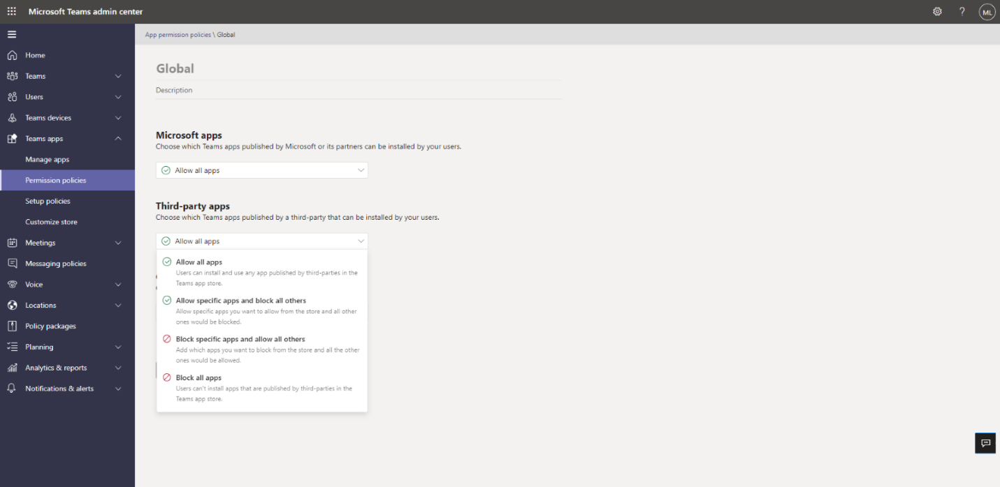 Microsoft Teams admin center
?
ML
App permission policies \ Global
Home
Teams
Users
Teams devices
Teams apps
Manage apps
Permission policies
Setup policies
Customize store
Meetings
Messaging policies
Voice
Locations
Policy packages
Planning
Analytics & reports
Notifications & alerts
Global
Description
Microsoft apps
Choose which Teams apps published by Microsoft or its partners can be installed by your users.
Allow all apps
Third-party apps
Choose which Teams apps published by a third-party that can be installed by your users.
Allow all apps
Allow all apps
Users can install and use any app published by third-parties in the
Teams app store.
Allow specific apps and block all others
Allow specific apps you want to allow from the store and all other
ones would be blocked.
Block specific apps and allow all others
Add which apps you want to block from the store and all the other
ones would be allowed.
Block all apps
Users can't install apps that are published by third-parties in the
Teams app store.